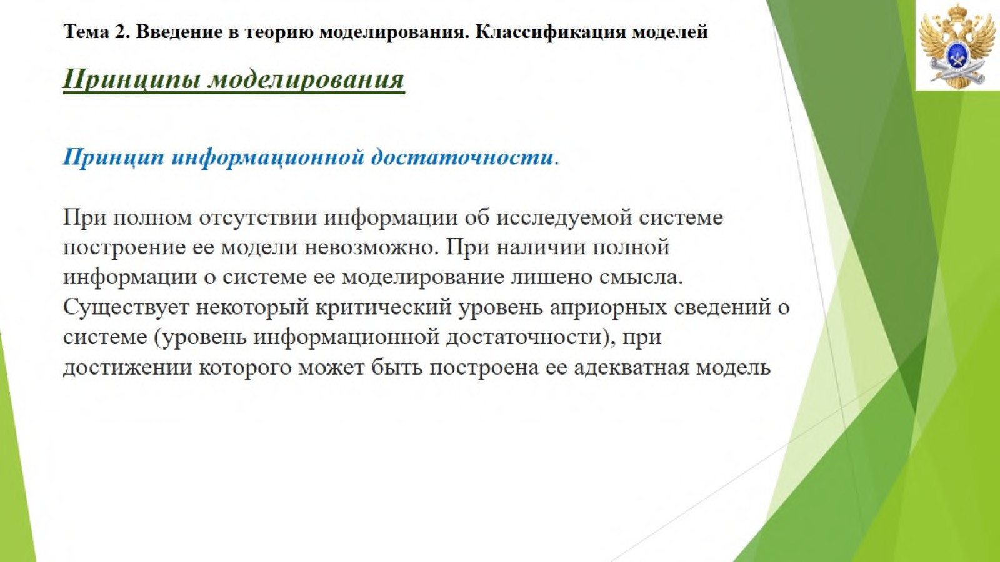 Тема 2. Введение в теорию моделирования. Классификация моделей
Принципы моделирования
Принцип информационной достаточности.
При полном отсутствии информации об исследуемой системе
построение ее модели невозможно. При наличии полной
информации о системе ее моделирование лишено смысла.
Существует некоторый критический уровень априорных сведений о
системе (уровень информационной достаточности), при
достижении которого может быть построена ее адекватная модель